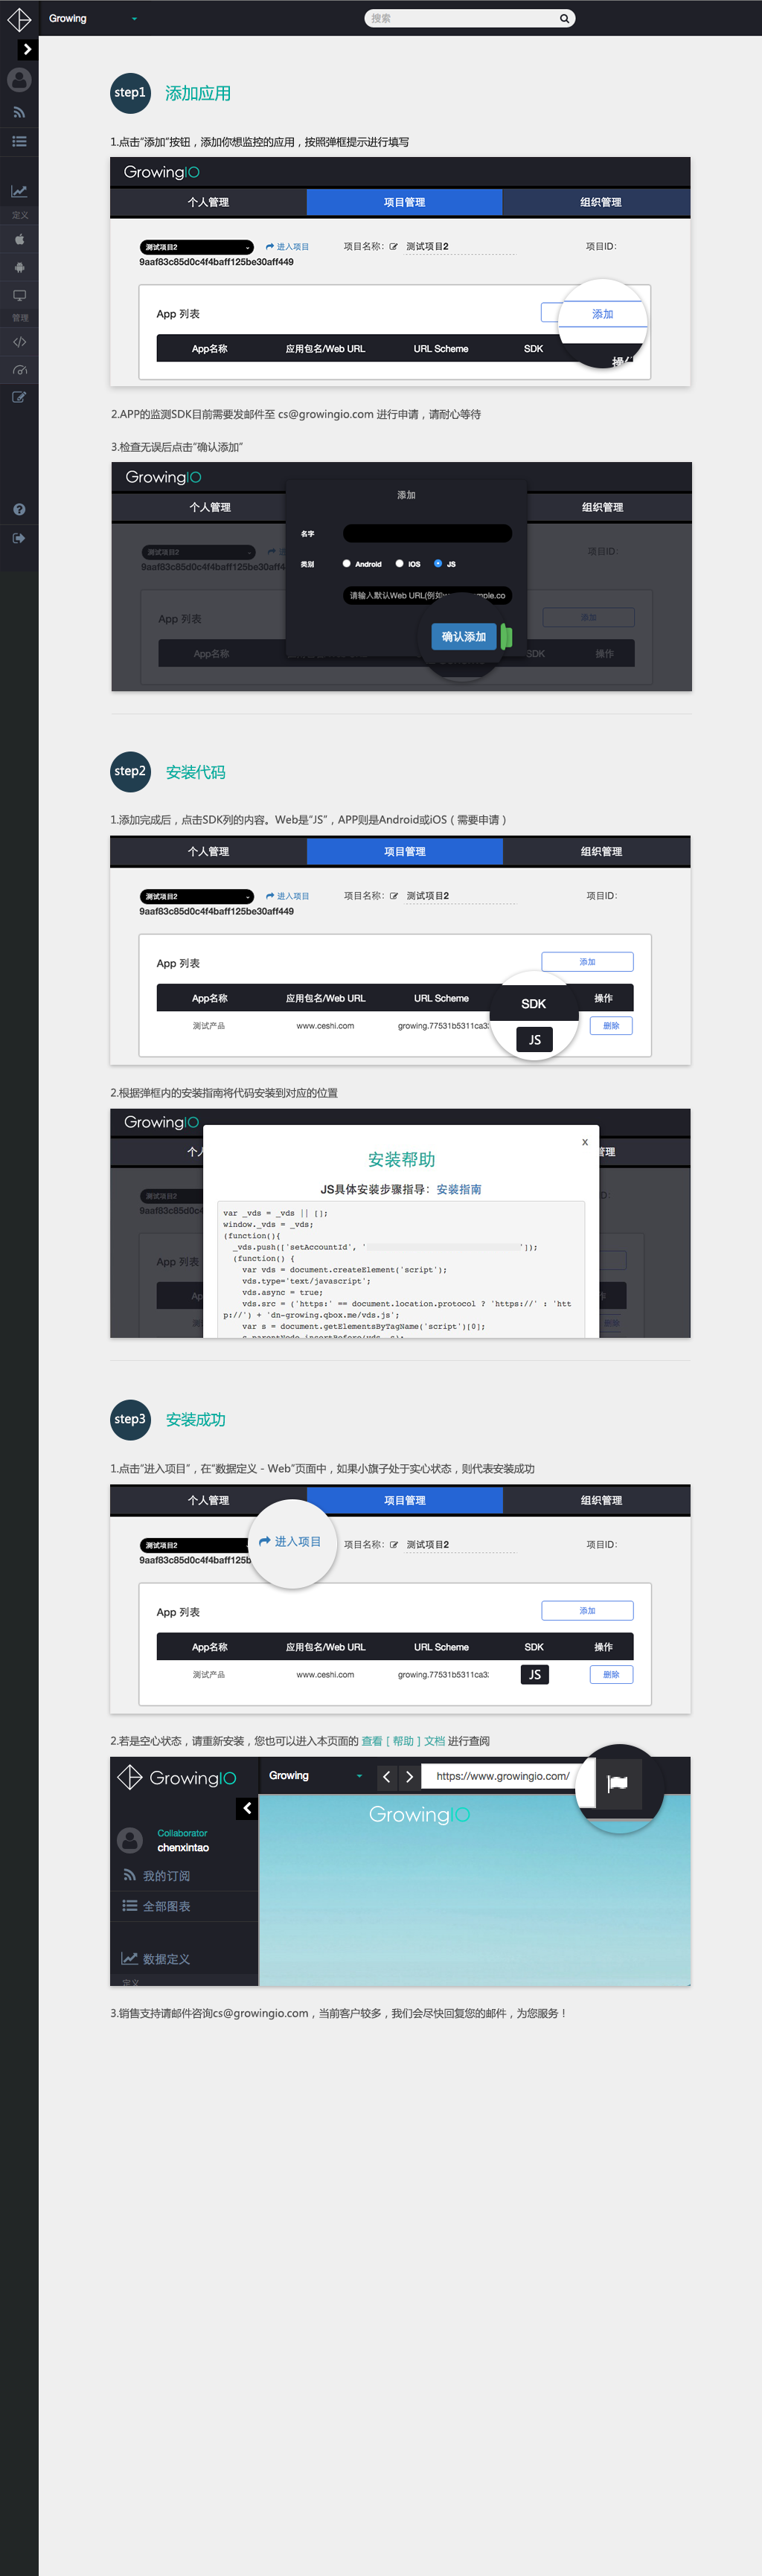 Growing
搜索
step1 添加应用
1.点击“添加”按钮，添加你想监控的应用，按照弹框提示进行填写
GrowingIO
个人管理 项目管理 组织管理
测试项目2 进入项目 项目名称： 测试项目2 项目ID：
9aaf83c85d0c4f4baff125be30aff449
App 列表 添加
App名称 应用包名/Web URL URL Scheme SDK
2.APP的监测SDK目前需要发邮件至 cs@growingio.com 进行申请，请耐心等待
3.检查无误后点击“确认添加”
GrowingIO
添加
个人管理 组织管理
名字
测试项目2 项目ID：
类别 Android iOS JS
请输入默认Web URL(例如
App 列表 添加
确认添加
App名称 SDK 操作
定义
管理
step2 安装代码
1.添加完成后，点击SDK列的内容。Web是“JS”，APP则是Android或iOS（需要申请）
个人管理 项目管理 组织管理
测试项目2 进入项目 项目名称： 测试项目2 项目ID：
9aaf83c85d0c4f4baff125be30aff449
App 列表 添加
App名称 应用包名/Web URL URL Scheme SDK 操作
测试产品 www.ceshi.com growing.77531b5311ca3 JS 删除
2.根据弹框内的安装指南将代码安装到对应的位置
GrowingIO
x
安装帮助
JS具体安装步骤指导：安装指南
var _vds = _vds || [];
window._vds = _vds;
(function(){
_vds.push(['setAccountId', ' ']);
(function() {
var vds = document.createElement('script');
vds.type='text/javascript';
vds.async = true;
vds.src = ('https:' == document.location.protocol ? 'https://' : 'htt
p://') + 'dn-growing.qbox.me/vds.js';
var s = document.getElementsByTagName('script')[0];
s.parentNode.insertBefore(vds, s);
step3 安装成功
1.点击“进入项目”，在“数据定义 - Web”页面中，如果小旗子处于实心状态，则代表安装成功
个人管理 项目管理 组织管理
测试项目2 进入项目 项目名称： 测试项目2 项目ID：
9aaf83c85d0c4f4baff125b
App 列表 添加
App名称 应用包名/Web URL URL Scheme SDK 操作
测试产品 www.ceshi.com growing.77531b5311ca3 JS 删除
2.若是空心状态，请重新安装，您也可以进入本页面的 查看［帮助］文档 进行查阅
GrowingIO Growing https://www.growingio.com/
GrowingIO
Collaborator
chenxintao
我的订阅
全部图表
数据定义
定义
3.销售支持请邮件咨询cs@growingio.com，当前客户较多，我们会尽快回复您的邮件，为您服务！